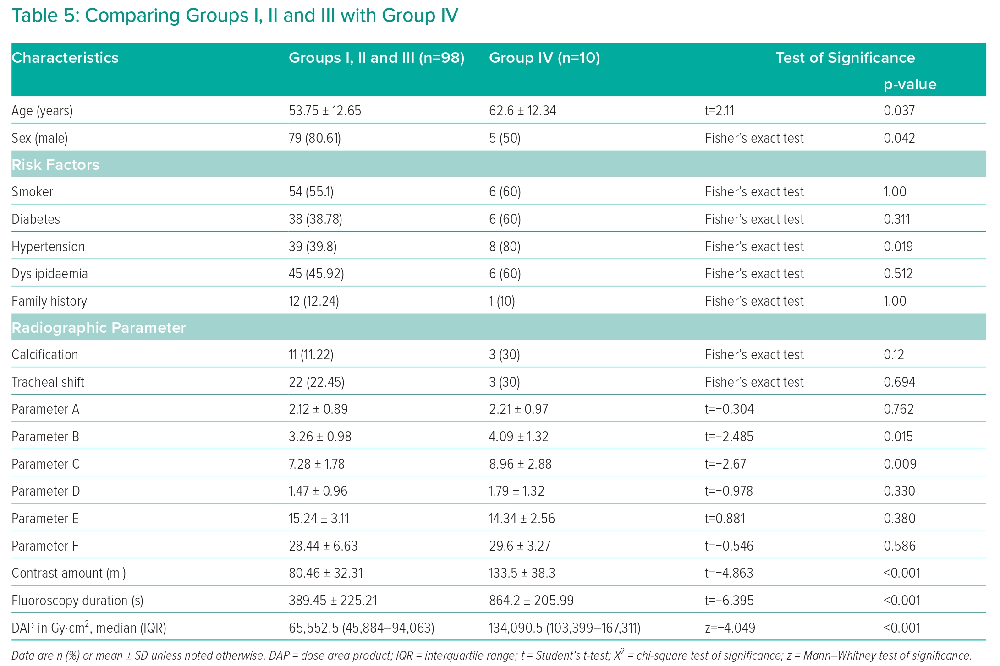 Table 5: Comparing Groups I, II and III with Group IV
Characteristics Groups I, II and III (n=98) Group IV (n=10) Test of Significance
p-value
Age (years) 53.75 ± 12.65 62.6 ± 12.34 t=2.11 0.037
Sex (male) 79 (80.61) 5 (50) Fisher’s exact test 0.042
Risk Factors
Smoker 54 (55.1) 6 (60) Fisher’s exact test 1.00
Diabetes 38 (38.78) 6 (60) Fisher’s exact test 0.311
Hypertension 39 (39.8) 8 (80) Fisher’s exact test 0.019
Dyslipidaemia 45 (45.92) 6 (60) Fisher’s exact test 0.512
Family history 12 (12.24) 1 (10) Fisher’s exact test 1.00
Radiographic Parameter
Calcification 11 (11.22) 3 (30) Fisher’s exact test 0.12
Tracheal shift 22 (22.45) 3 (30) Fisher’s exact test 0.694
Parameter A 2.12 ± 0.89 2.21 ± 0.97 t=−0.304 0.762
Parameter B 3.26 ± 0.98 4.09 ± 1.32 t=−2.485 0.015
Parameter C 7.28 ± 1.78 8.96 ± 2.88 t=−2.67 0.009
Parameter D 1.47 ± 0.96 1.79 ± 1.32 t=−0.978 0.330
Parameter E 15.24 ± 3.11 14.34 ± 2.56 t=0.881 0.380
Parameter F 28.44 ± 6.63 29.6 ± 3.27 t=−0.546 0.586
Contrast amount (ml) 80.46 ± 32.31 133.5 ± 38.3 t=−4.863 <0.001
Fluoroscopy duration (s) 389.45 ± 225.21 864.2 ± 205.99 t=−6.395 <0.001
DAP in Gy·cm², median (IQR) 65,552.5 (45,884–94,063) 134,090.5 (103,399–167,311) z=−4.049 <0.001
Data are n (%) or mean ± SD unless noted otherwise. DAP = dose area product; IQR = interquartile range; t = Student’s t-test; X² = chi-square test of significance; z = Mann–Whitney test of significance.